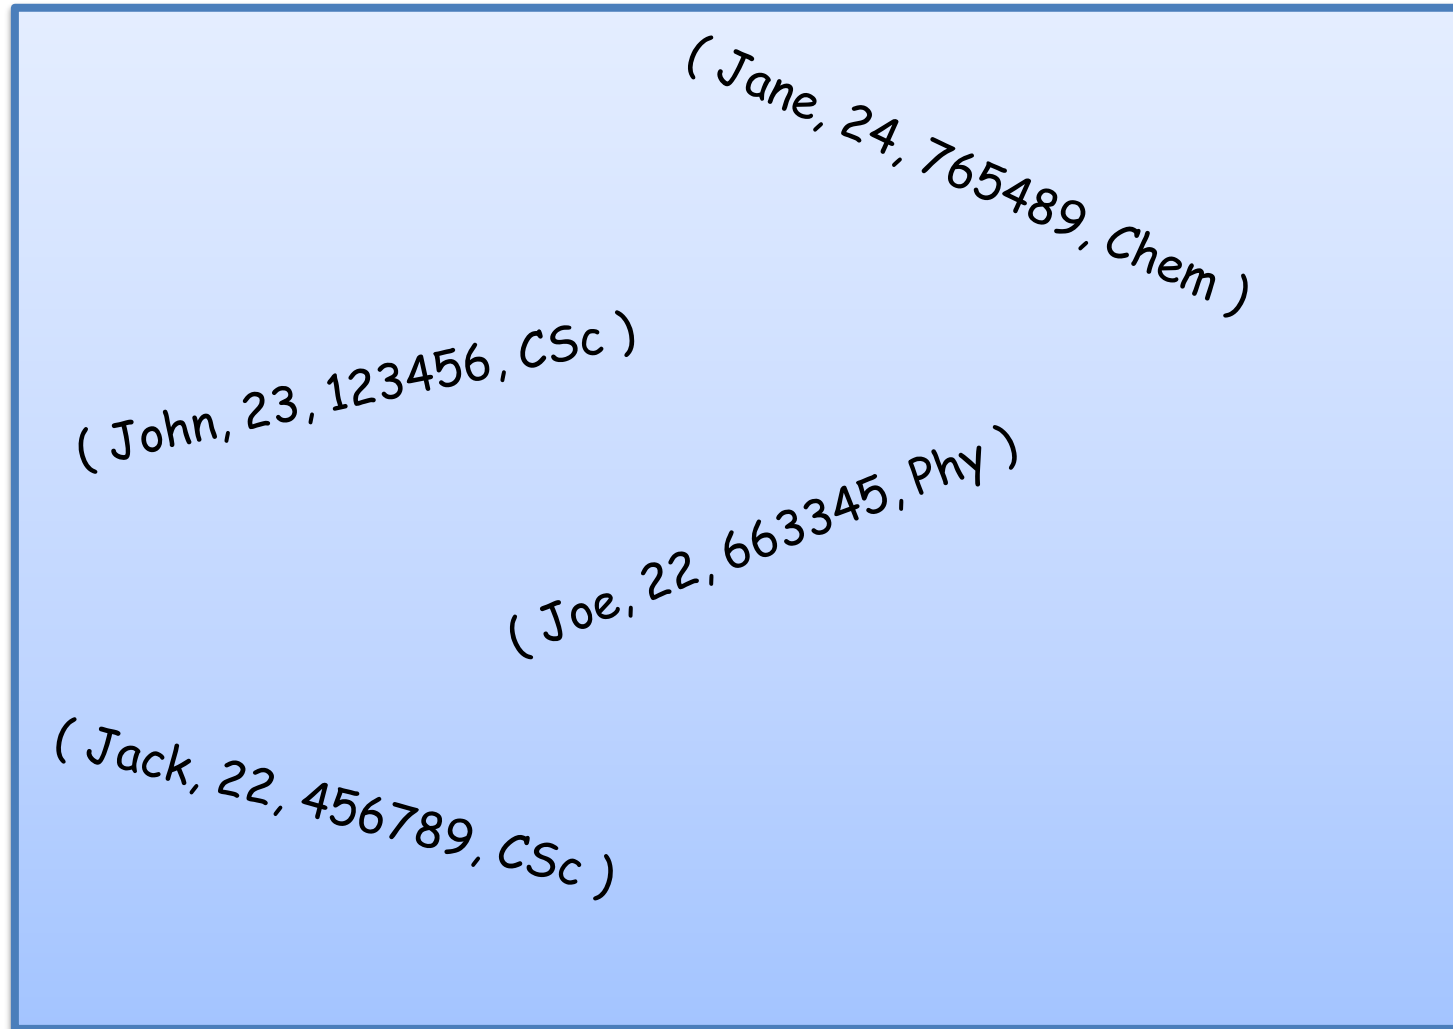 ( Jane, 24, 765489, Chem )
( John, 23, 123456, CSc )
( Joe, 22, 663345, Phy )
( Jack, 22, 456789, CSc )